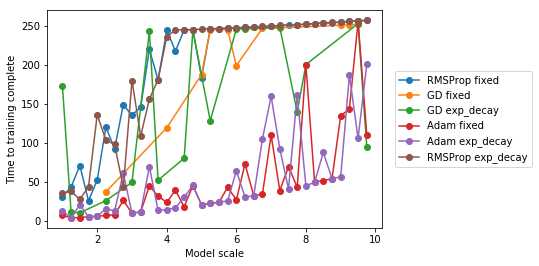 Time to training complete
250
200
150
100
50
0
2
4
6
8
10
Model scale
RMSProp fixed
GD fixed
GD exp_decay
Adam fixed
Adam exp_decay
RMSProp exp_decay